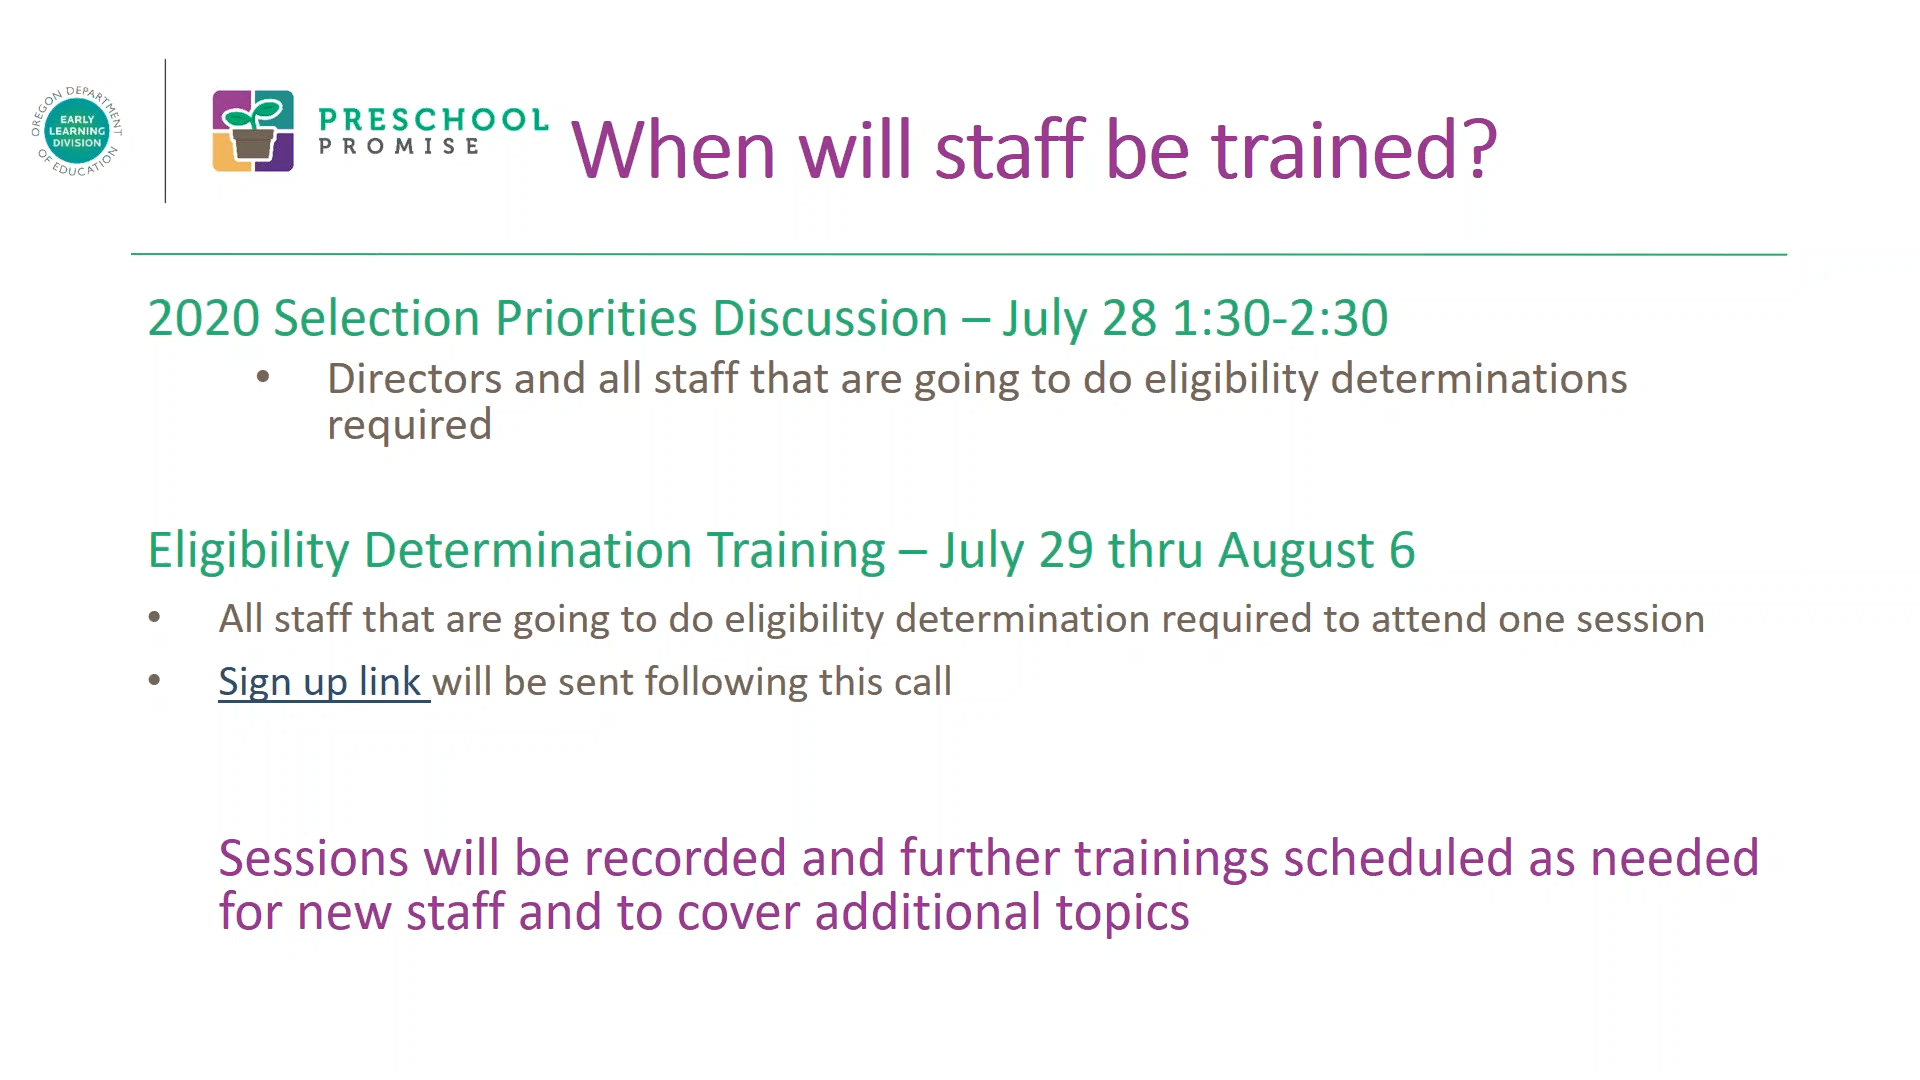 OREGON DEPARTMENT
OF EDUCATION
EARLY
LEARNING
DIVISION
PRESCHOOL
PROMISE
When will staff be trained?
2020 Selection Priorities Discussion – July 28 1:30-2:30
• Directors and all staff that are going to do eligibility determinations
required
Eligibility Determination Training – July 29 thru August 6
• All staff that are going to do eligibility determination required to attend one session
• Sign up link will be sent following this call
Sessions will be recorded and further trainings scheduled as needed
for new staff and to cover additional topics